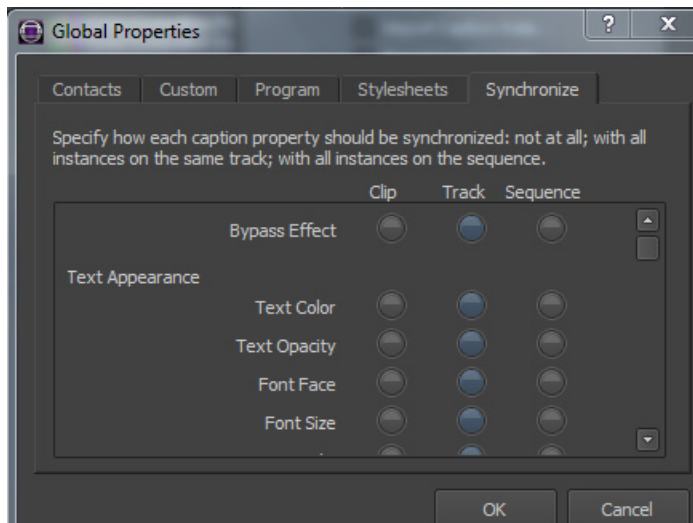 Global Properties
?
X
Contacts Custom Program Stylesheets Synchronize
Specify how each caption property should be synchronized: not at all; with all
instances on the same track; with all instances on the sequence.
Clip Track Sequence
Bypass Effect
Text Appearance
Text Color
Text Opacity
Font Face
Font Size
OK Cancel